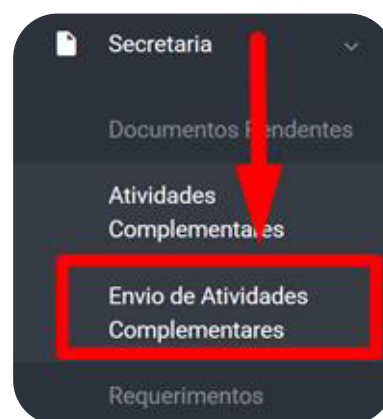 Secretaria
Documentos Pendentes
Atividades
Complementares
Envio de Atividades
Complementares
Requerimentos